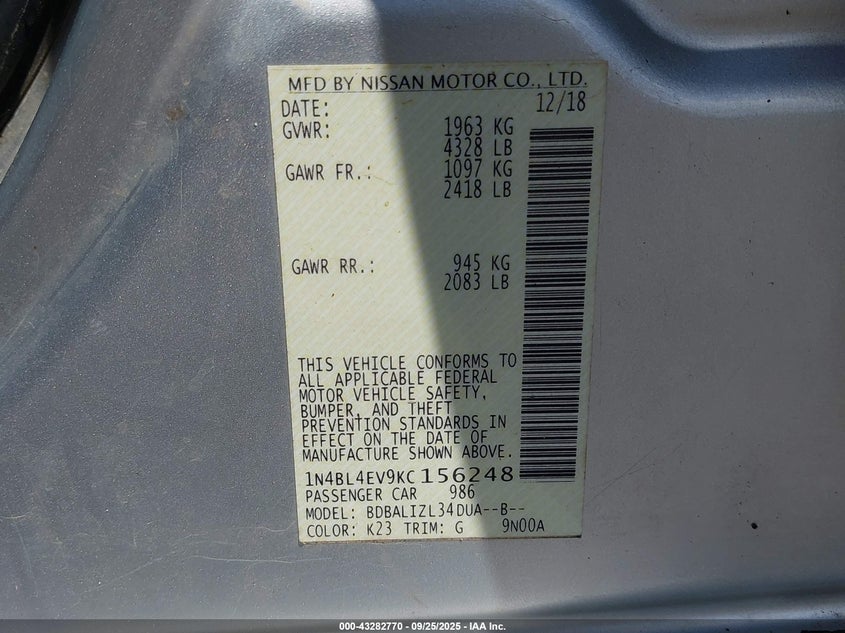 MFD BY NISSAN MOTOR CO., LTD.
DATE: 12/18
GVWR: 1963 KG
4328 LB
GAWR FR.: 1097 KG
2418 LB
GAWR RR.: 945 KG
2083 LB
THIS VEHICLE CONFORMS TO
ALL APPLICABLE FEDERAL
MOTOR VEHICLE SAFETY,
BUMPER, AND THEFT
PREVENTION STANDARDS IN
EFFECT ON THE DATE OF
MANUFACTURE SHOWN ABOVE.
1N4BL4EV9KC156248
PASSENGER CAR 986
MODEL: BDBALIZL34DUA--B--
COLOR: K23 TRIM: G 9N00A
000-43282770 - 09/25/2025 - IAA Inc.